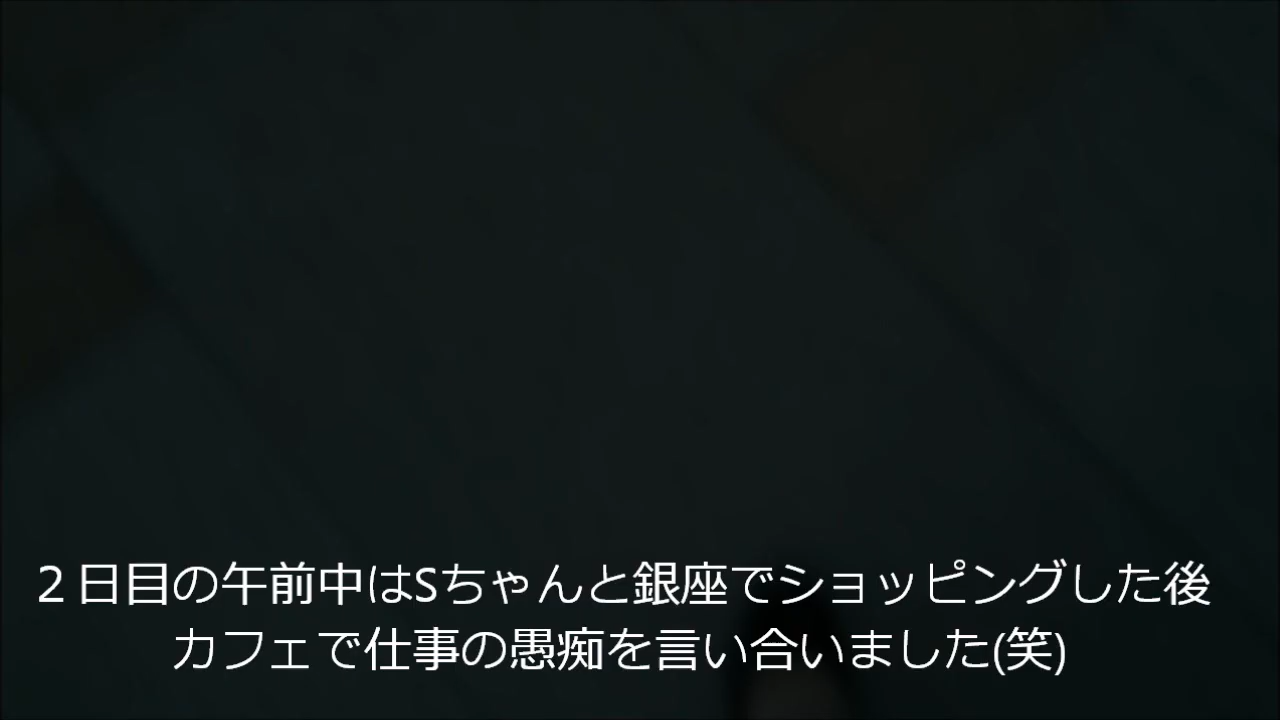 ２日目の午前中はSちゃんと銀座でショッピングした後
カフェで仕事の愚痴を言い合いました(笑)